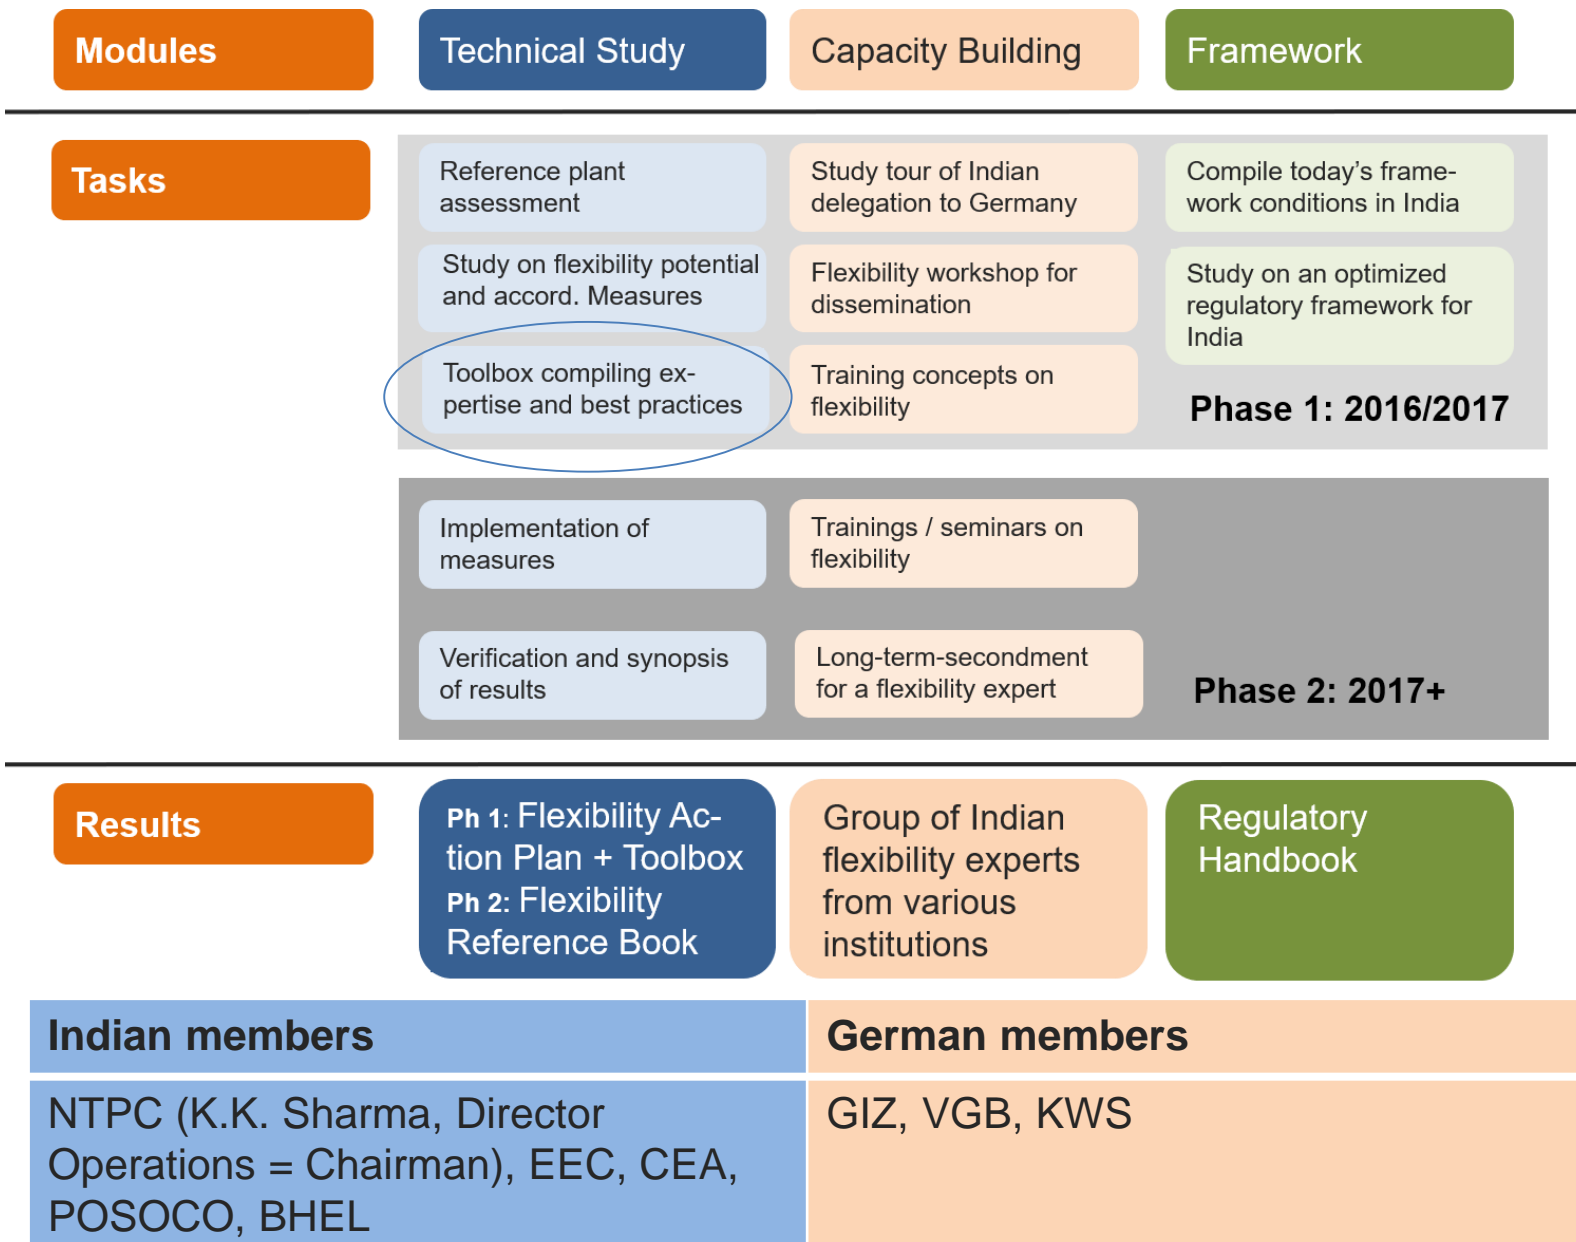 Modules
Technical Study
Capacity Building
Framework
Tasks
Reference plant
assessment
Study tour of Indian
delegation to Germany
Compile today’s frame-
work conditions in India
Study on flexibility potential
and accord. Measures
Flexibility workshop for
dissemination
Study on an optimized
regulatory framework for
India
Toolbox compiling ex-
pertise and best practices
Training concepts on
flexibility
Phase 1: 2016/2017
Implementation of
measures
Trainings / seminars on
flexibility
Verification and synopsis
of results
Long-term-secondment
for a flexibility expert
Phase 2: 2017+
Results
Ph 1: Flexibility Ac-
tion Plan + Toolbox
Ph 2: Flexibility
Reference Book
Group of Indian
flexibility experts
from various
institutions
Regulatory
Handbook
Indian members
German members
NTPC (K.K. Sharma, Director
Operations = Chairman), EEC, CEA,
POSOCO, BHEL
GIZ, VGB, KWS